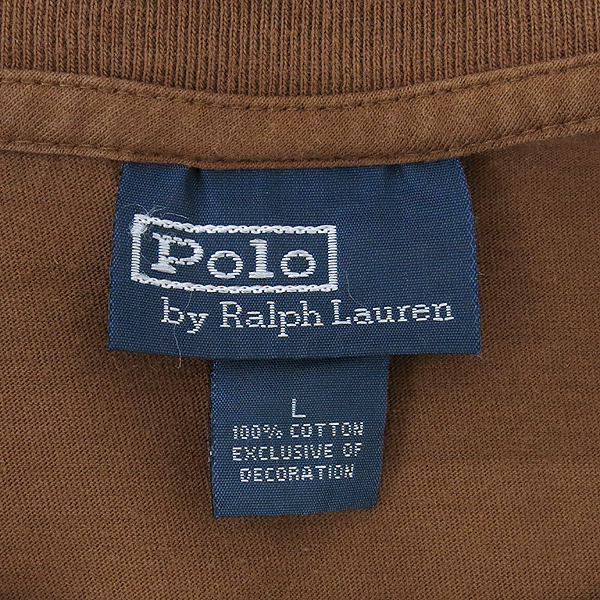 Polo
by Ralph Lauren
L
100% COTTON
EXCLUSIVE OF
DECORATION